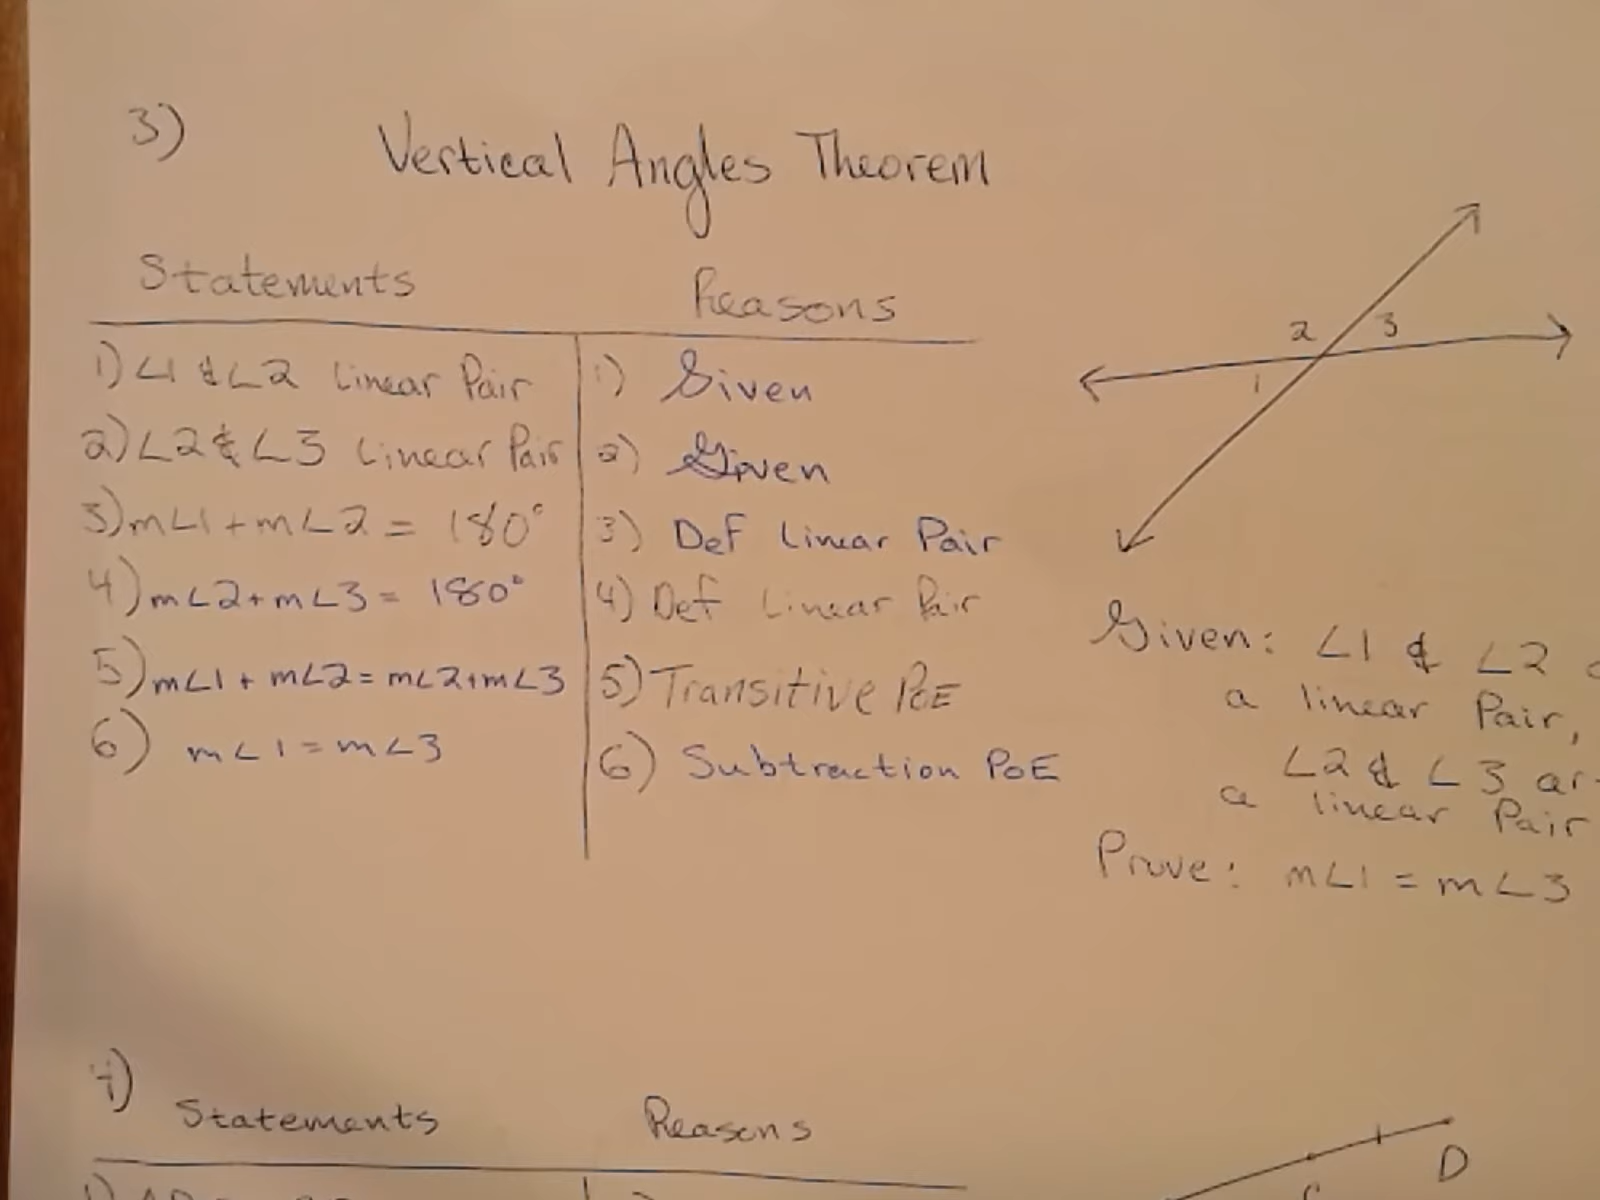 3) Vertical Angles Theorem
Statements Reasons
1) ∠1 & ∠2 Linear Pair 1) Given
2) ∠2 & ∠3 Linear Pair 2) Given
3) m∠1 + m∠2 = 180° 3) Def Linear Pair
4) m∠2 + m∠3 = 180° 4) Def Linear Pair
5) m∠1 + m∠2 = m∠2 + m∠3 5) Transitive PoE
6) m∠1 = m∠3 6) Subtraction PoE
2 3
1
Given: ∠1 & ∠2
a linear Pair,
∠2 & ∠3 ar
a linear Pair
Prove: m∠1 = m∠3
4)
Statements Reasons
D